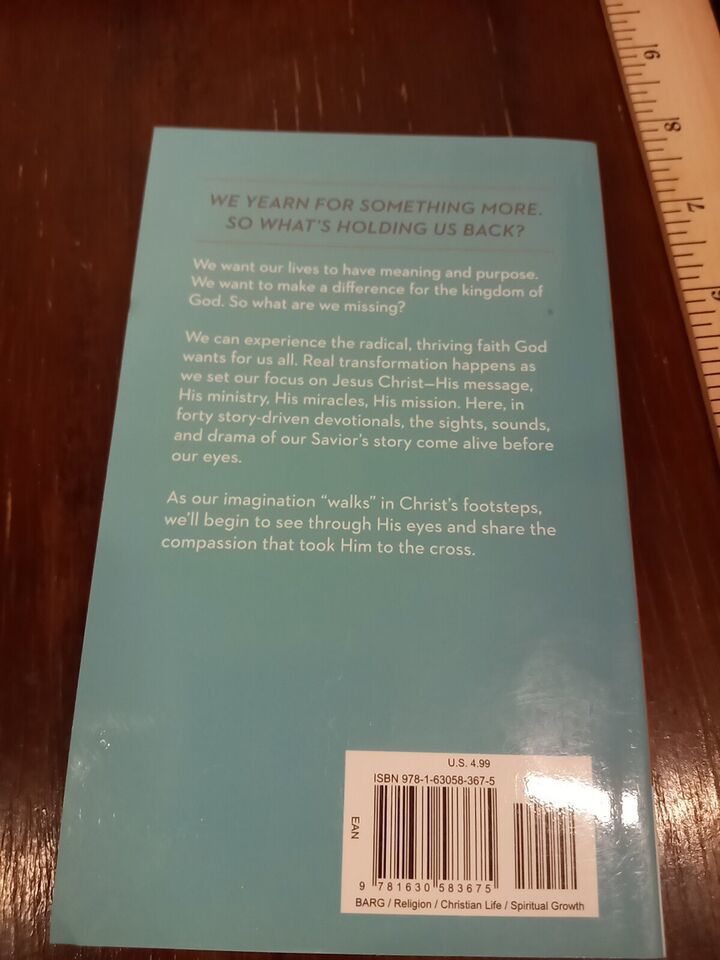 WE YEARN FOR SOMETHING MORE.
SO WHAT'S HOLDING US BACK?
We want our lives to have meaning and purpose.
We want to make a difference for the kingdom of
God. So what are we missing?
We can experience the radical, thriving faith God
wants for us all. Real transformation happens as
we set our focus on Jesus Christ—His message,
His ministry, His miracles, His mission. Here, in
forty story-driven devotionals, the sights, sounds,
and drama of our Savior's story come alive before
our eyes.
As our imagination "walks" in Christ's footsteps,
we'll begin to see through His eyes and share the
compassion that took Him to the cross.
U.S. 4.99
ISBN 978-1-63058-367-5
EAN
9 781630 583675
BARG / Religion / Christian Life / Spiritual Growth